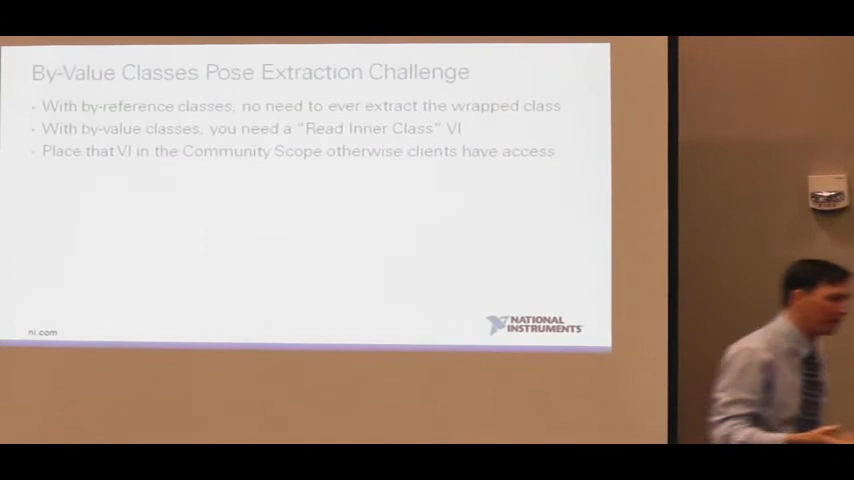 By-Value Classes Pose Extraction Challenge
With by-reference classes, no need to ever extract the wrapped class
With by-value classes, you need a "Read Inner Class" VI
Place that VI in the Community Scope otherwise clients have access
ni.com
NATIONAL
INSTRUMENTS